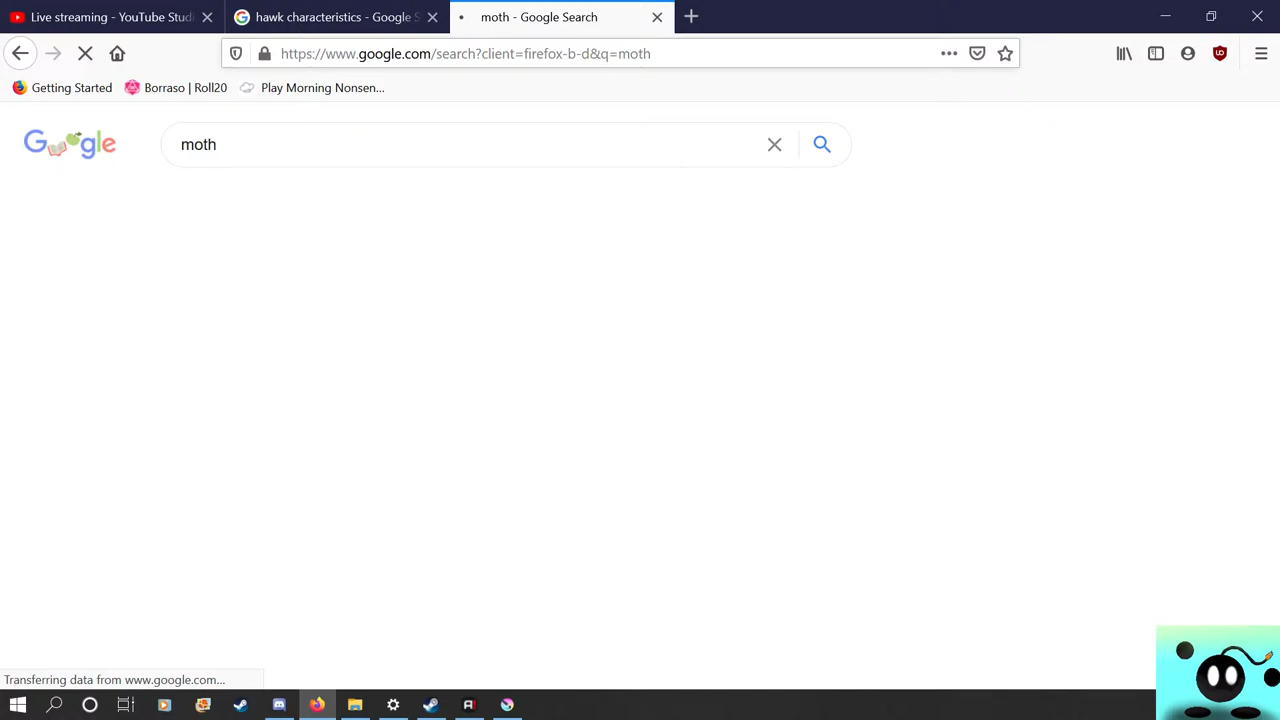 Live streaming - YouTube Studi
hawk characteristics - Google S
moth - Google Search
https://www.google.com/search?client=firefox-b-d&q=moth
Getting Started
Borraso | Roll20
Play Morning Nonsen...
Google
moth
Transferring data from www.google.com...